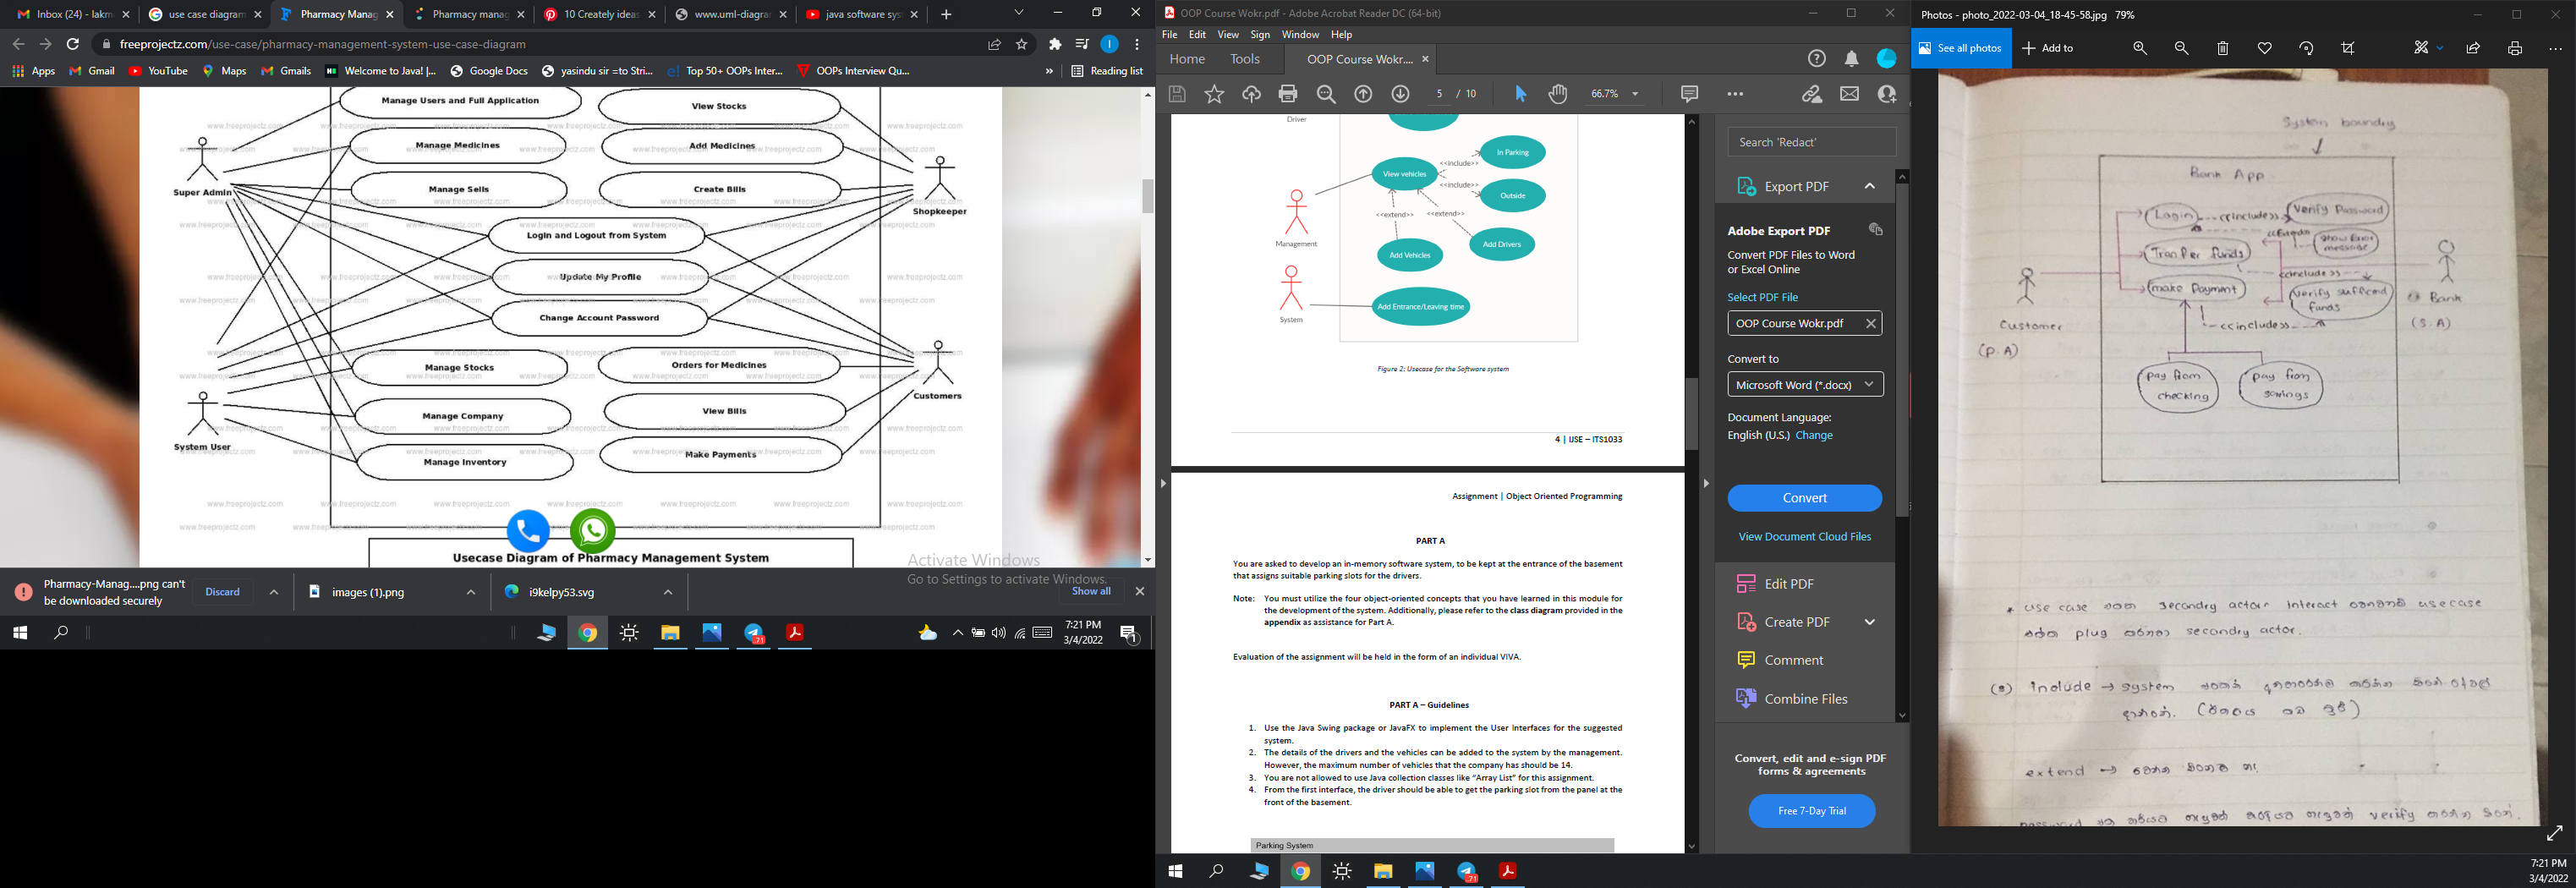 Inbox (24) - lakm
use case diagram
Pharmacy Manag
Pharmacy manag
10 Creately ideas
www.uml-diagra
java software sys
freeprojectz.com/use-case/pharmacy-management-system-use-case-diagram
Apps
Gmail
YouTube
Maps
Gmails
Welcome to Java! |...
Google Docs
yasindu sir =to Stri...
Top 50+ OOPs Inter...
OOPs Interview Qu...
»
Reading list
Manage Users and Full Application
View Stocks
Manage Medicines
Add Medicines
Super Admin
Manage Sells
Create Bills
Shopkeeper
Login and Logout from System
Update My Profile
Change Account Password
Manage Stocks
Orders for Medicines
Customers
Manage Company
View Bills
System User
Manage Inventory
Make Payments
www.freeprojectz.com
Usecase Diagram of Pharmacy Management System
Activate Windows
Go to Settings to activate Windows.
Pharmacy-Manag....png can't
be downloaded securely
Discard
images (1).png
i9kelpy53.svg
Show all
7:21 PM
3/4/2022
OOP Course Wokr.pdf - Adobe Acrobat Reader DC (64-bit)
File Edit View Sign Window Help
Home
Tools
OOP Course Wokr....
5 / 10
66.7%
Driver
In Parking
<<include>>
View vehicles
<<include>>
Outside
<<extend>>
<<extend>>
Management
Add Drivers
Add Vehicles
Add Entrance/Leaving time
System
Figure 2: Usecase for the Software system
4 | USE – ITS1033
Assignment | Object Oriented Programming
PART A
You are asked to develop an in-memory software system, to be kept at the entrance of the basement
that assigns suitable parking slots for the drivers.
Note: You must utilize the four object-oriented concepts that you have learned in this module for
the development of the system. Additionally, please refer to the class diagram provided in the
appendix as assistance for Part A.
Evaluation of the assignment will be held in the form of an individual VIVA.
PART A – Guidelines
1. Use the Java Swing package or JavaFX to implement the User Interfaces for the suggested
system.
2. The details of the drivers and the vehicles can be added to the system by the management.
However, the maximum number of vehicles that the company has should be 14.
3. You are not allowed to use Java collection classes like “Array List” for this assignment.
4. From the first interface, the driver should be able to get the parking slot from the panel at the
front of the basement.
Parking System
Search 'Redact'
Export PDF
Adobe Export PDF
Convert PDF Files to Word
or Excel Online
Select PDF File
OOP Course Wokr.pdf
Convert to
Microsoft Word (*.docx)
Document Language:
English (U.S.) Change
Convert
View Document Cloud Files
Edit PDF
Create PDF
Comment
Combine Files
Convert, edit and e-sign PDF
forms & agreements
Free 7-Day Trial
Photos - photo_2022-03-04_18-45-58.jpg 79%
See all photos
Add to
System boundry
Bank App
Login
<<include>>
Verify Password
Show Error
message
Tranfer funds
<<include>>
make Payment
Verify
funds
<<include>>
Customer
(P.A)
Bank
(S.A)
pay from
checking
pay from
savings
* use case secondry actor interact usecase
plug secondry actor.
Include → system
extend →
verify
7:21 PM
3/4/2022